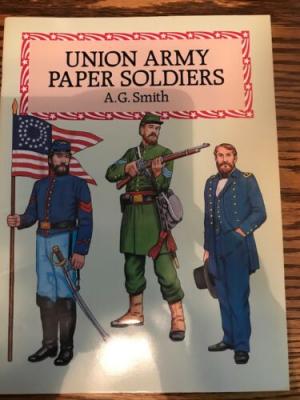 UNION ARMY
PAPER SOLDIERS
A.G. Smith